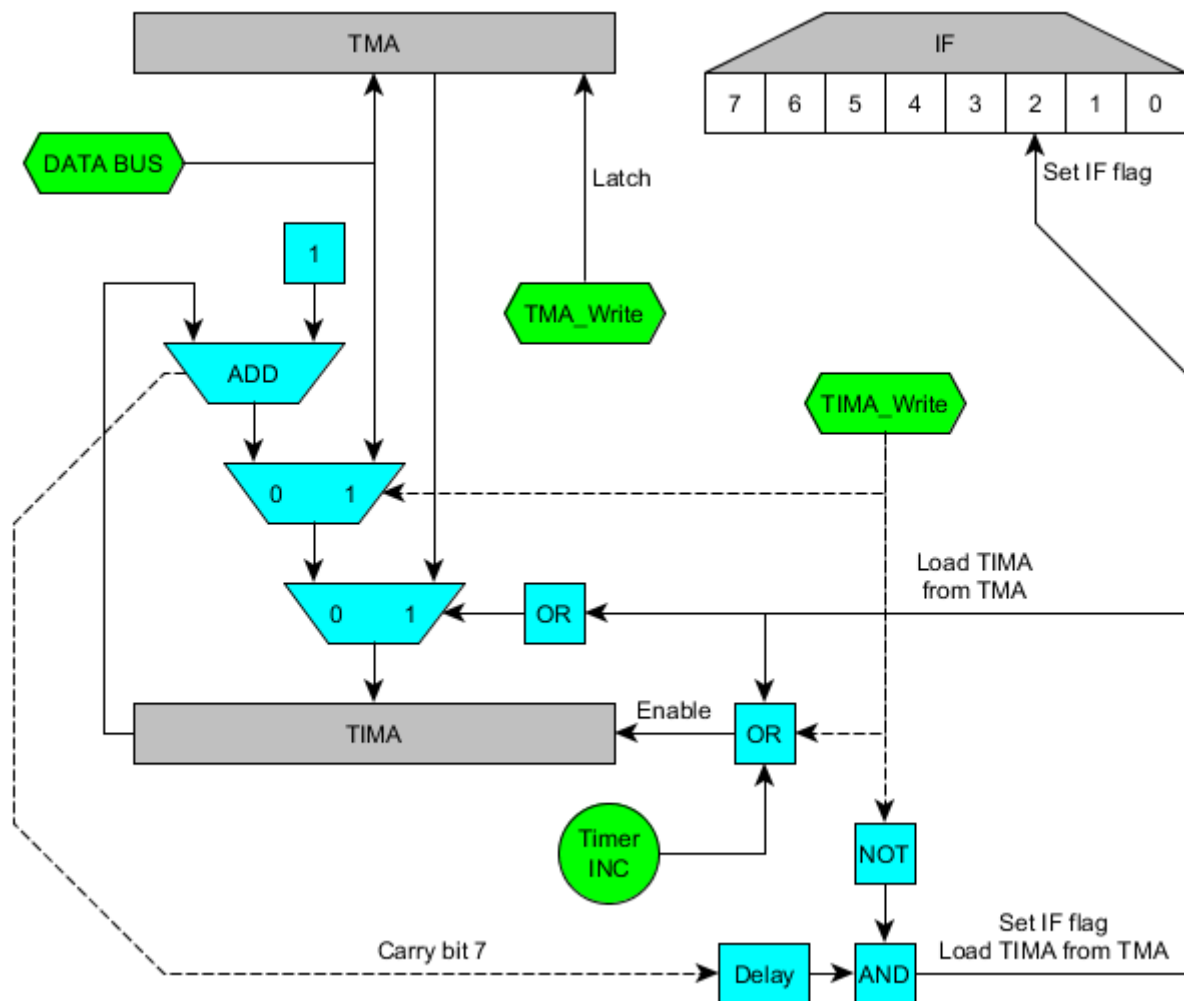 TMA
IF
7 6 5 4 3 2 1 0
DATA BUS
Latch
Set IF flag
1
TMA_Write
ADD
TIMA_Write
0 1
Load TIMA
from TMA
0 1
OR
Enable
TIMA
OR
Timer
INC
NOT
Set IF flag
Load TIMA from TMA
Carry bit 7
Delay
AND